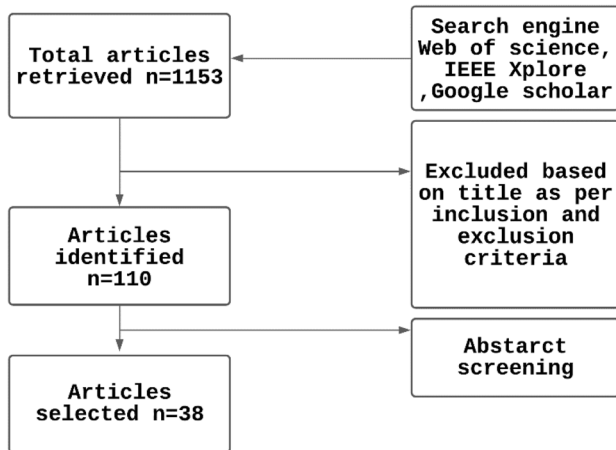 Total articles
retrieved n=1153
Search engine
Web of science,
IEEE Xplore
,Google scholar
Excluded based
on title as per
inclusion and
exclusion
criteria
Articles
identified
n=110
Abstarct
screening
Articles
selected n=38